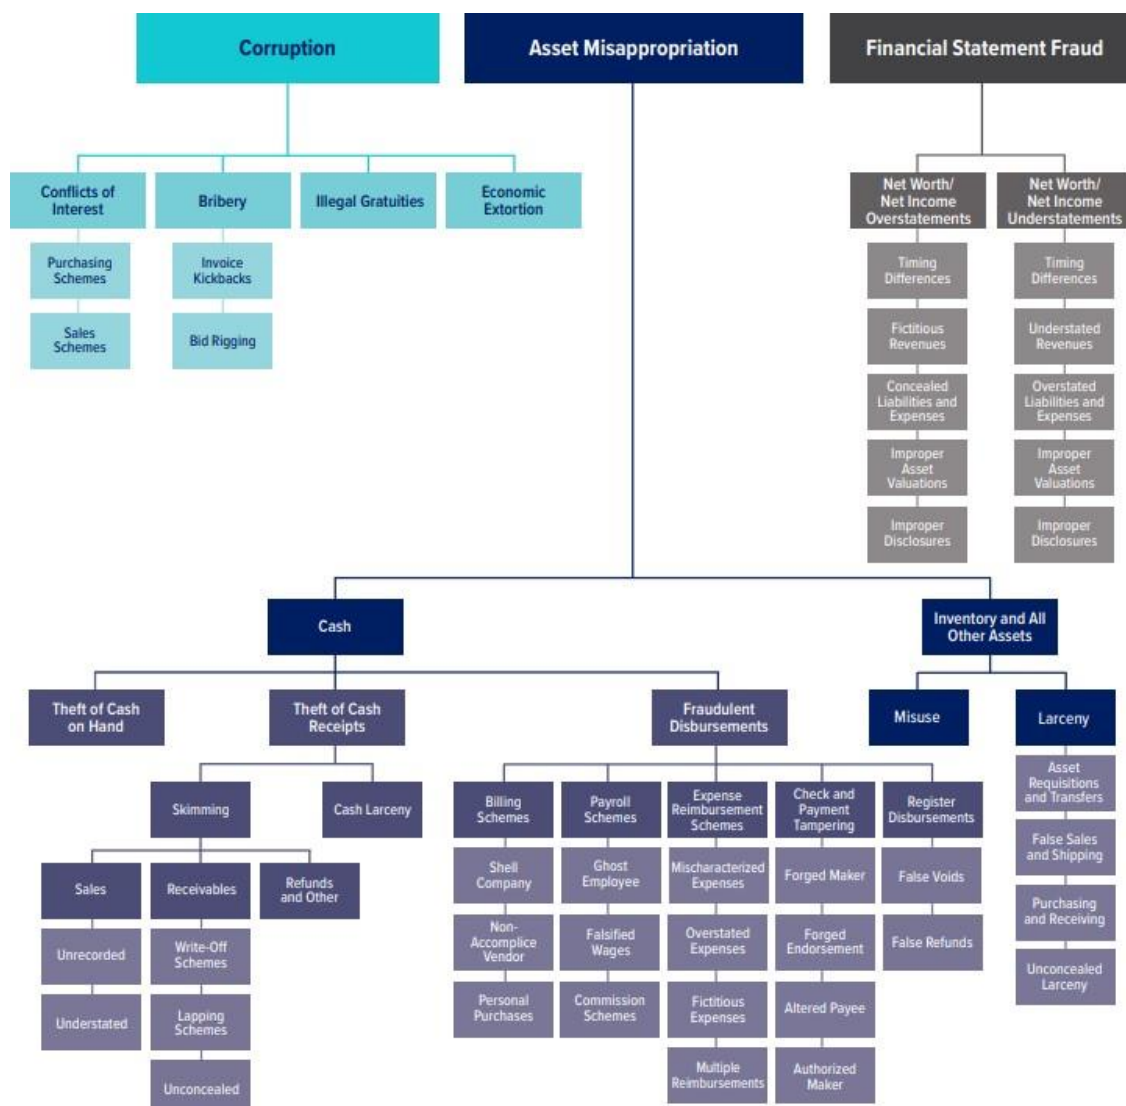 Corruption
Asset Misappropriation
Financial Statement Fraud
Conflicts of
Interest
Bribery
Illegal Gratuities
Economic
Extortion
Purchasing
Schemes
Sales
Schemes
Invoice
Kickbacks
Bid Rigging
Net Worth/
Net Income
Overstatements
Timing
Differences
Fictitious
Revenues
Concealed
Liabilities and
Expenses
Improper
Asset
Valuations
Improper
Disclosures
Net Worth/
Net Income
Understatements
Timing
Differences
Understated
Revenues
Overstated
Liabilities and
Expenses
Improper
Asset
Valuations
Improper
Disclosures
Cash
Inventory and All
Other Assets
Theft of Cash
on Hand
Theft of Cash
Receipts
Fraudulent
Disbursements
Misuse
Larceny
Skimming
Cash Larceny
Sales
Unrecorded
Understated
Receivables
Write-Off
Schemes
Lapping
Schemes
Unconcealed
Refunds
and Other
Billing
Schemes
Shell
Company
Non-
Accomplice
Vendor
Personal
Purchases
Payroll
Schemes
Ghost
Employee
Falsified
Wages
Commission
Schemes
Expense
Reimbursement
Schemes
Mischaracterized
Expenses
Overstated
Expenses
Fictitious
Expenses
Multiple
Reimbursements
Check and
Payment
Tampering
Forged Maker
Forged
Endorsement
Altered Payee
Authorized
Maker
Register
Disbursements
False Voids
False Refunds
Asset
Requisitions
and Transfers
False Sales
and Shipping
Purchasing
and Receiving
Unconcealed
Larceny